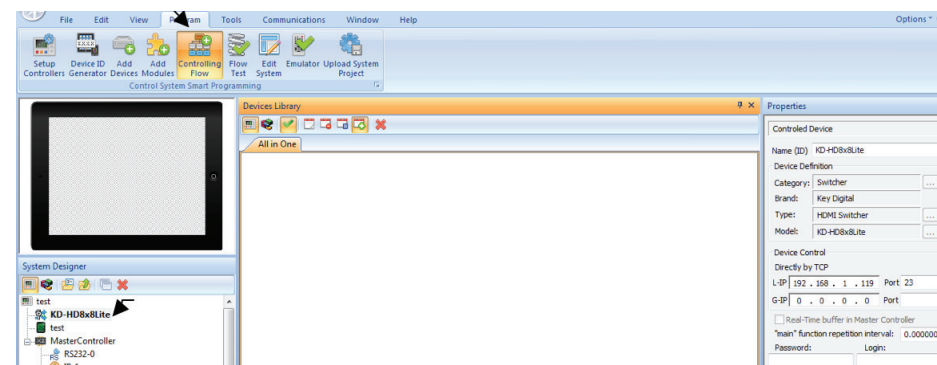 File Edit View Program Tools Communications Window Help Options
Setup Controllers
Device ID Generator
Add Devices
Add Modules
Controlling Flow
Flow Test
Edit System
Emulator
Upload System Project
Control System Smart Programming
Devices Library
All in One
System Designer
test
KD-HD8x8Lite
test
MasterController
RS232-0
Properties
Controled Device
Name (ID) KD-HD8x8Lite
Device Definition
Category: Switcher ...
Brand: Key Digital
Type: HDMI Switcher ...
Model: KD-HD8x8Lite ...
Device Control
Directly by TCP
L-IP 192 . 168 . 1 . 119 Port 23
G-IP 0 . 0 . 0 . 0 Port
Real-Time buffer in Master Controller
"main" function repetition interval: 0.000000
Password: Login: